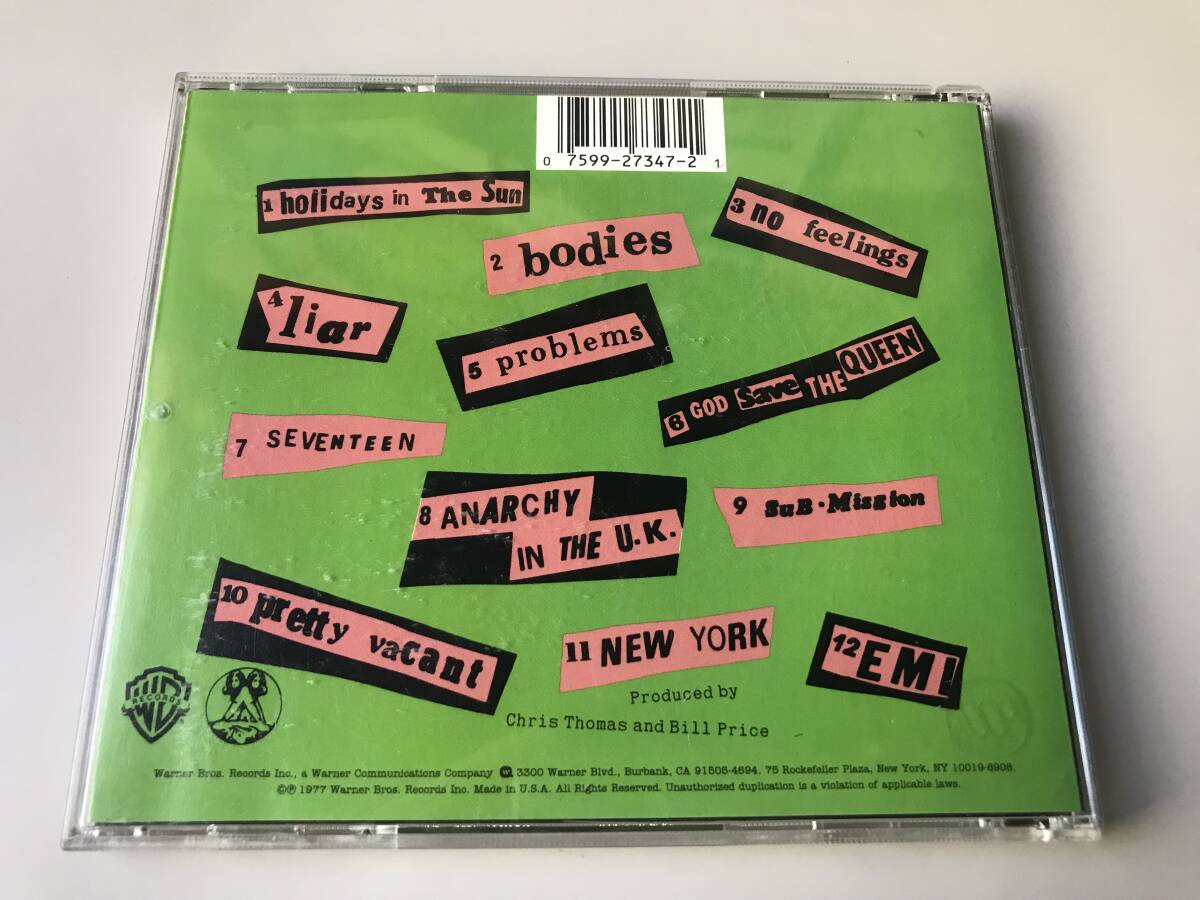 0 7599-27347-2 1
1 holidays in The Sun
2 bodies
3 no feelings
4 liar
5 problems
6 GOD Save THE QUEEN
7 SEVENTEEN
8 ANARCHY
IN THE U.K.
9 SuB·Mission
10 pretty vacant
11 NEW YORK
12 EMI
Produced by
Chris Thomas and Bill Price
WB
RECORDS
Warner Bros. Records Inc., a Warner Communications Company 3300 Warner Blvd., Burbank, CA 91505-4694. 75 Rockefeller Plaza, New York, NY 10019-6908.
©℗ 1977 Warner Bros. Records Inc. Made in U.S.A. All Rights Reserved. Unauthorized duplication is a violation of applicable laws.